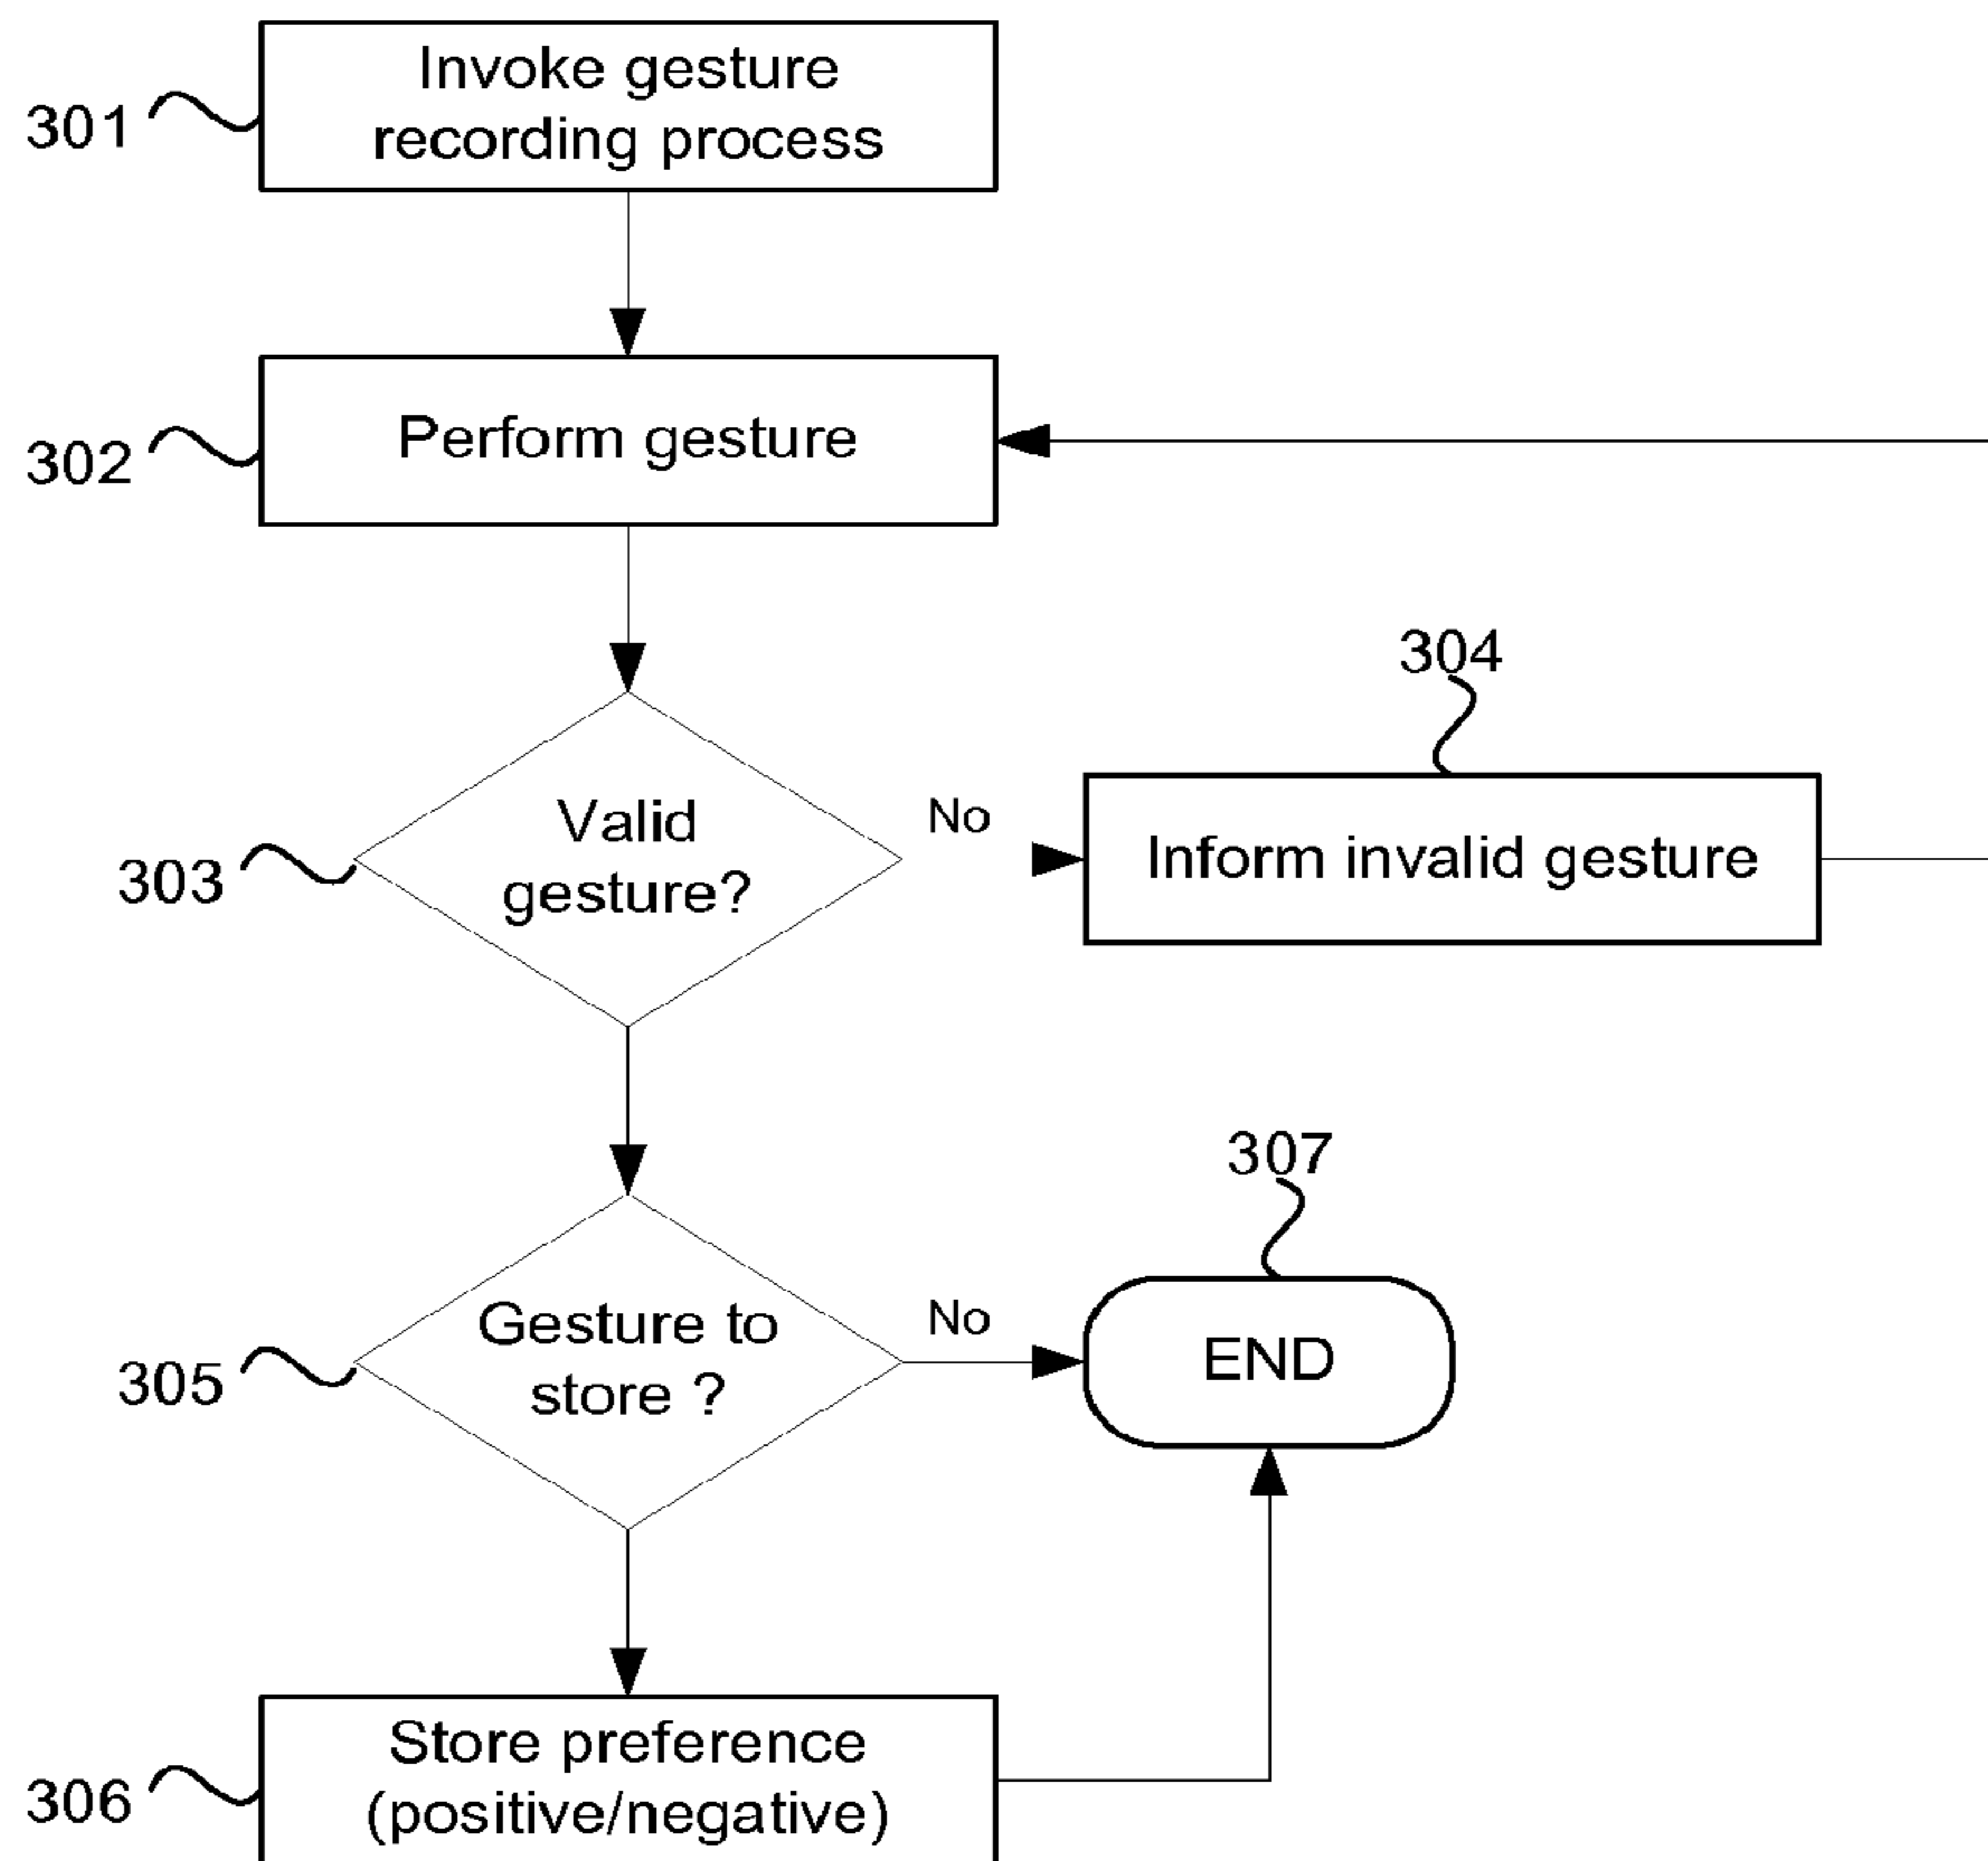 Invoke gesture
recording process
301
Perform gesture
302
304
Valid
gesture?
No
Inform invalid gesture
303
307
Gesture to
store ?
No
END
305
Store preference
(positive/negative)
306